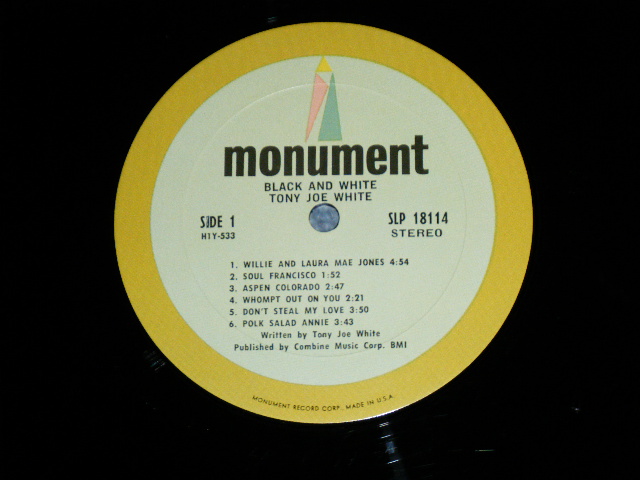 monument
BLACK AND WHITE
TONY JOE WHITE
SIDE 1
H1Y-533
SLP 18114
STEREO
1. WILLIE AND LAURA MAE JONES 4:54
2. SOUL FRANCISCO 1:52
3. ASPEN COLORADO 2:47
4. WHOMPT OUT ON YOU 2:21
5. DON'T STEAL MY LOVE 3:50
6. POLK SALAD ANNIE 3:43
Written by Tony Joe White
Published by Combine Music Corp. BMI
MONUMENT RECORD CORP. MADE IN U.S.A.